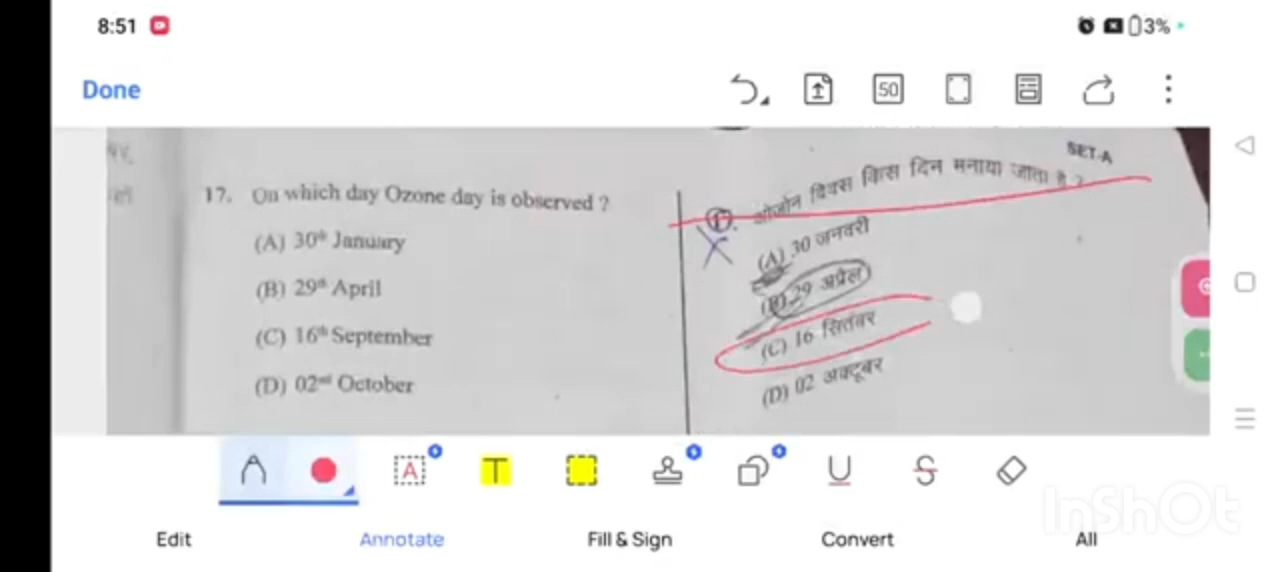 8:51
3%
Done
50
SET-A
17. On which day Ozone day is observed ?
(A) 30th January
(B) 29th April
(C) 16th September
(D) 02nd October
17. ओजोन दिवस किस दिन मनाया जाता है ?
(A) 30 जनवरी
(B) 29 अप्रैल
(C) 16 सितंबर
(D) 02 अक्टूबर
A
T
U
S
Edit
Annotate
Fill & Sign
Convert
All
InShOt